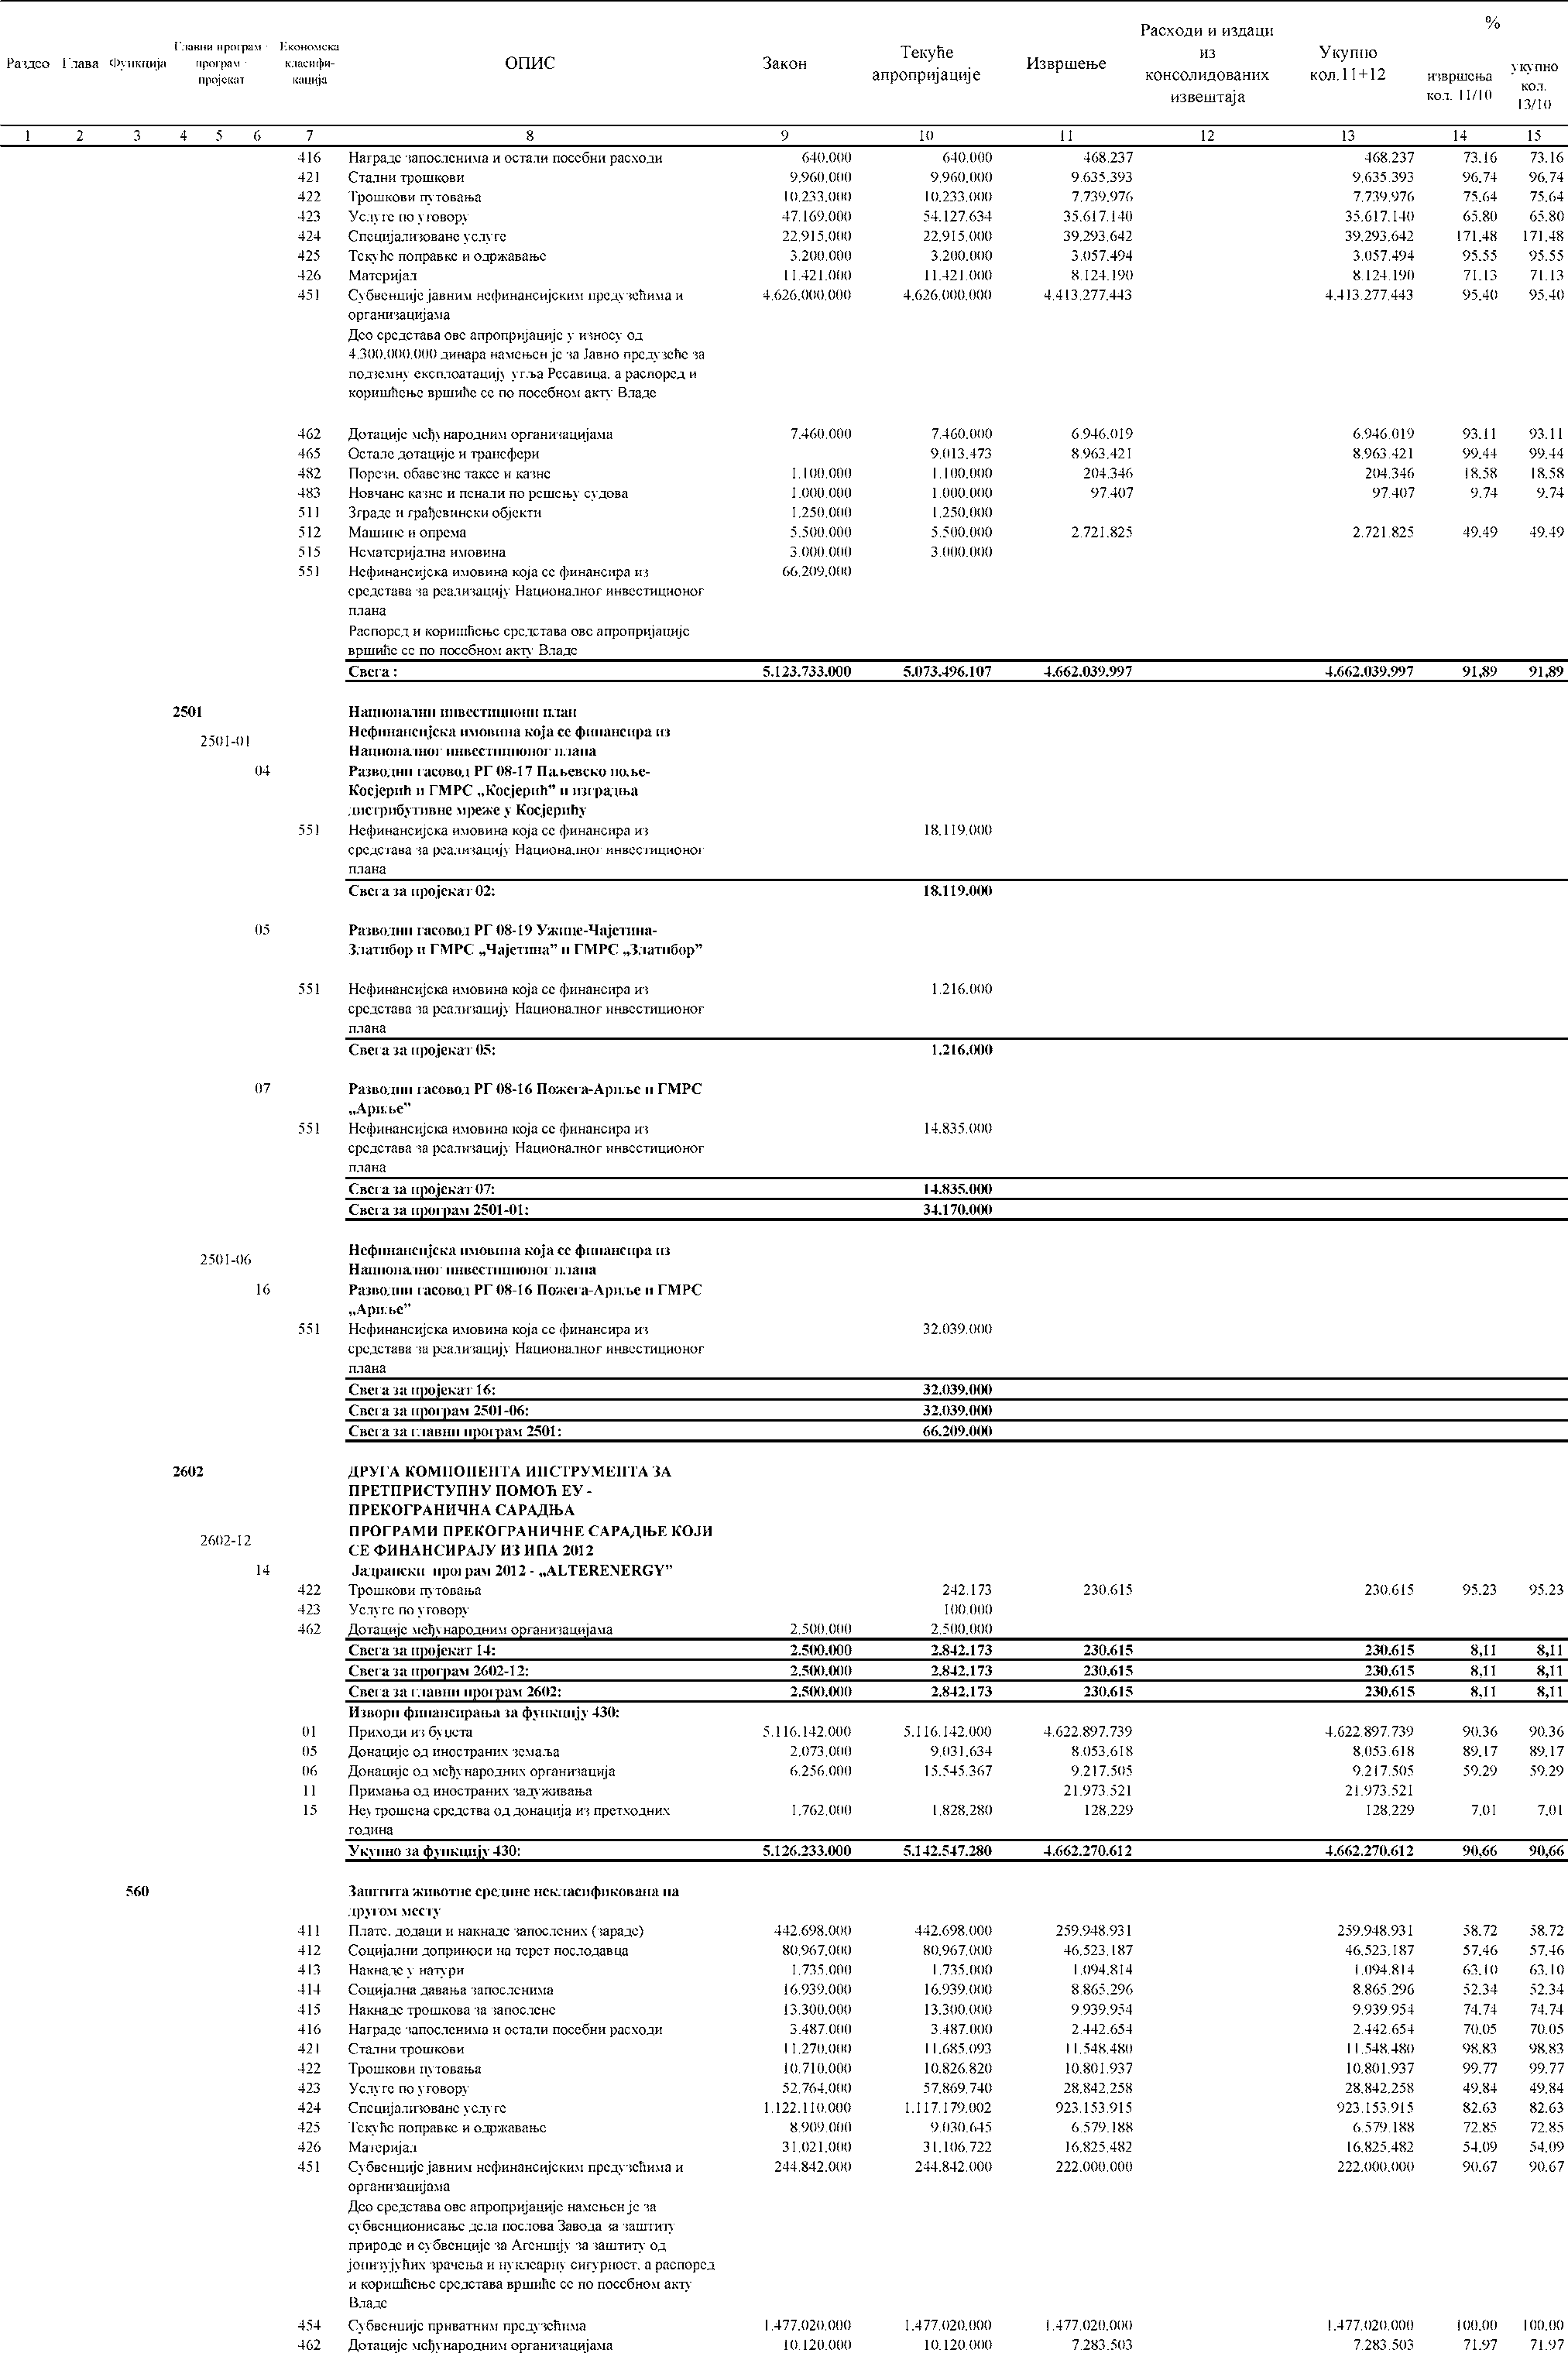 Раздео Глава Функција Главни програм - програм - пројекат Економска класифи-кација ОПИС Закон Текуће апропријације Извршење Расходи и издаци из консолидованих извештаја Укупно кол.11+12 % извршења кол. 11/10 укупно кол. 13/10
1 2 3 4 5 6 7 8 9 10 11 12 13 14 15
416 Награде запосленима и остали посебни расходи 640.000 640.000 468.237 468.237 73,16 73,16
421 Стални трошкови 9.960.000 9.960.000 9.635.393 9.635.393 96,74 96,74
422 Трошкови путовања 10.233.000 10.233.000 7.739.976 7.739.976 75,64 75,64
423 Услуге по уговору 47.169.000 54.127.634 35.617.140 35.617.140 65,80 65,80
424 Специјализоване услуге 22.915.000 22.915.000 39.293.642 39.293.642 171,48 171,48
425 Текуће поправке и одржавање 3.200.000 3.200.000 3.057.494 3.057.494 95,55 95,55
426 Материјал 11.421.000 11.421.000 8.124.190 8.124.190 71,13 71,13
451 Субвенције јавним нефинансијским предузећима и 4.626.000.000 4.626.000.000 4.413.277.443 4.413.277.443 95,40 95,40
организацијама
Део средстава ове апропријације у износу од
4.300.000.000 динара намењен је за Јавно предузеће за
подземну експлоатацију угља Ресавица, а распоред и
коришћење вршиће се по посебном акту Владе
462 Дотације међународним организацијама 7.460.000 7.460.000 6.946.019 6.946.019 93,11 93,11
465 Остале дотације и трансфери 9.013.473 8.963.421 8.963.421 99,44 99,44
482 Порези, обавезне таксе и казне 1.100.000 1.100.000 204.346 204.346 18,58 18,58
483 Новчане казне и пенали по решењу судова 1.000.000 1.000.000 97.407 97.407 9,74 9,74
511 Зграде и грађевински објекти 1.250.000 1.250.000
512 Машине и опрема 5.500.000 5.500.000 2.721.825 2.721.825 49,49 49,49
515 Нематеријална имовина 3.000.000 3.000.000
551 Нефинансијска имовина која се финансира из 66.209.000
средстава за реализацију Националног инвестиционог
плана
Распоред и коришћење средстава ове апропријације
вршиће се по посебном акту Владе
Свега : 5.123.733.000 5.073.496.107 4.662.039.997 4.662.039.997 91,89 91,89
2501 Национални инвестициони план
2501-01 Нефинансијска имовина која се финансира из
Националног инвестиционог плана
04 Разводни гасовод РГ 08-17 Паљевско поље-
Косјерић и ГМРС „Косјерић” и изградња
дистрибутивне мреже у Косјерићу
551 Нефинансијска имовина која се финансира из 18.119.000
средстава за реализацију Националног инвестиционог
плана
Свега за пројекат 02: 18.119.000
05 Разводни гасовод РГ 08-19 Ужице-Чајетина-
Златибор и ГМРС „Чајетина” и ГМРС „Златибор”
551 Нефинансијска имовина која се финансира из 1.216.000
средстава за реализацију Националног инвестиционог
плана
Свега за пројекат 05: 1.216.000
07 Разводни гасовод РГ 08-16 Пожега-Ариље и ГМРС
„Ариље”
551 Нефинансијска имовина која се финансира из 14.835.000
средстава за реализацију Националног инвестиционог
плана
Свега за пројекат 07: 14.835.000
Свега за програм 2501-01: 34.170.000
2501-06 Нефинансијска имовина која се финансира из
Националног инвестиционог плана
16 Разводни гасовод РГ 08-16 Пожега-Ариље и ГМРС
„Ариље”
551 Нефинансијска имовина која се финансира из 32.039.000
средстава за реализацију Националног инвестиционог
плана
Свега за пројекат 16: 32.039.000
Свега за програм 2501-06: 32.039.000
Свега за главни програм 2501: 66.209.000
2602 ДРУГА КОМПОНЕНТА ИНСТРУМЕНТА ЗА
ПРЕТПРИСТУПНУ ПОМОЋ ЕУ -
ПРЕКОГРАНИЧНА САРАДЊА
2602-12 ПРОГРАМИ ПРЕКОГРАНИЧНЕ САРАДЊЕ КОЈИ
СЕ ФИНАНСИРАЈУ ИЗ ИПА 2012
14 Јадрански програм 2012 - „ALTERENERGY”
422 Трошкови путовања 242.173 230.615 230.615 95,23 95,23
423 Услуге по уговору 100.000
462 Дотације међународним организацијама 2.500.000 2.500.000
Свега за пројекат 14: 2.500.000 2.842.173 230.615 230.615 8,11 8,11
Свега за програм 2602-12: 2.500.000 2.842.173 230.615 230.615 8,11 8,11
Свега за главни програм 2602: 2.500.000 2.842.173 230.615 230.615 8,11 8,11
Извори финансирања за функцију 430:
01 Приходи из буџета 5.116.142.000 5.116.142.000 4.622.897.739 4.622.897.739 90,36 90,36
05 Донације од иностраних земаља 2.073.000 9.031.634 8.053.618 8.053.618 89,17 89,17
06 Донације од међународних организација 6.256.000 15.545.367 9.217.505 9.217.505 59,29 59,29
11 Примања од иностраних задуживања 21.973.521 21.973.521
15 Неутрошена средства од донација из претходних 1.762.000 1.828.280 128.229 128.229 7,01 7,01
година
Укупно за функцију 430: 5.126.233.000 5.142.547.280 4.662.270.612 4.662.270.612 90,66 90,66
560 Заштита животне средине некласификована на
другом месту
411 Плате, додаци и накнаде запослених (зараде) 442.698.000 442.698.000 259.948.931 259.948.931 58,72 58,72
412 Социјални доприноси на терет послодавца 80.967.000 80.967.000 46.523.187 46.523.187 57,46 57,46
413 Накнаде у натури 1.735.000 1.735.000 1.094.814 1.094.814 63,10 63,10
414 Социјална давања запосленима 16.939.000 16.939.000 8.865.296 8.865.296 52,34 52,34
415 Накнаде трошкова за запослене 13.300.000 13.300.000 9.939.954 9.939.954 74,74 74,74
416 Награде запосленима и остали посебни расходи 3.487.000 3.487.000 2.442.654 2.442.654 70,05 70,05
421 Стални трошкови 11.270.000 11.685.093 11.548.480 11.548.480 98,83 98,83
422 Трошкови путовања 10.710.000 10.826.820 10.801.937 10.801.937 99,77 99,77
423 Услуге по уговору 52.764.000 57.869.740 28.842.258 28.842.258 49,84 49,84
424 Специјализоване услуге 1.122.110.000 1.117.179.002 923.153.915 923.153.915 82,63 82,63
425 Текуће поправке и одржавање 8.909.000 9.030.645 6.579.188 6.579.188 72,85 72,85
426 Материјал 31.021.000 31.106.722 16.825.482 16.825.482 54,09 54,09
451 Субвенције јавним нефинансијским предузећима и 244.842.000 244.842.000 222.000.000 222.000.000 90,67 90,67
организацијама
Део средстава ове апропријације намењен је за
субвенционисање дела послова Завода за заштиту
природе и субвенције за Агенцију за заштиту од
јонизујућих зрачења и нуклеарну сигурност, а распоред
и коришћење средстава вршиће се по посебном акту
Владе
454 Субвенције приватним предузећима 1.477.020.000 1.477.020.000 1.477.020.000 1.477.020.000 100,00 100,00
462 Дотације међународним организацијама 10.120.000 10.120.000 7.283.503 7.283.503 71,97 71,97